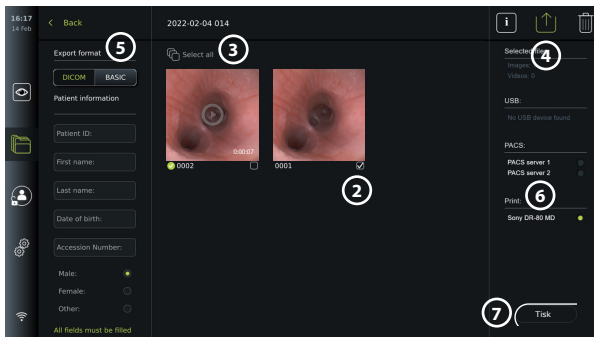 16:17
14 Feb
Back
2022-02-04 014
i
Export format
5
DICOM
BASIC
Patient information
Patient ID:
First name:
Last name:
Date of birth:
Accession Number:
Male:
Female:
Other:
All fields must be filled
Select all
3
0:00:07
0002
0001
2
Selected files:
4
Images:
Videos: 0
USB:
No USB device found
PACS:
PACS server 1
PACS server 2
Print:
6
Sony DR-80 MD
7
Tisk